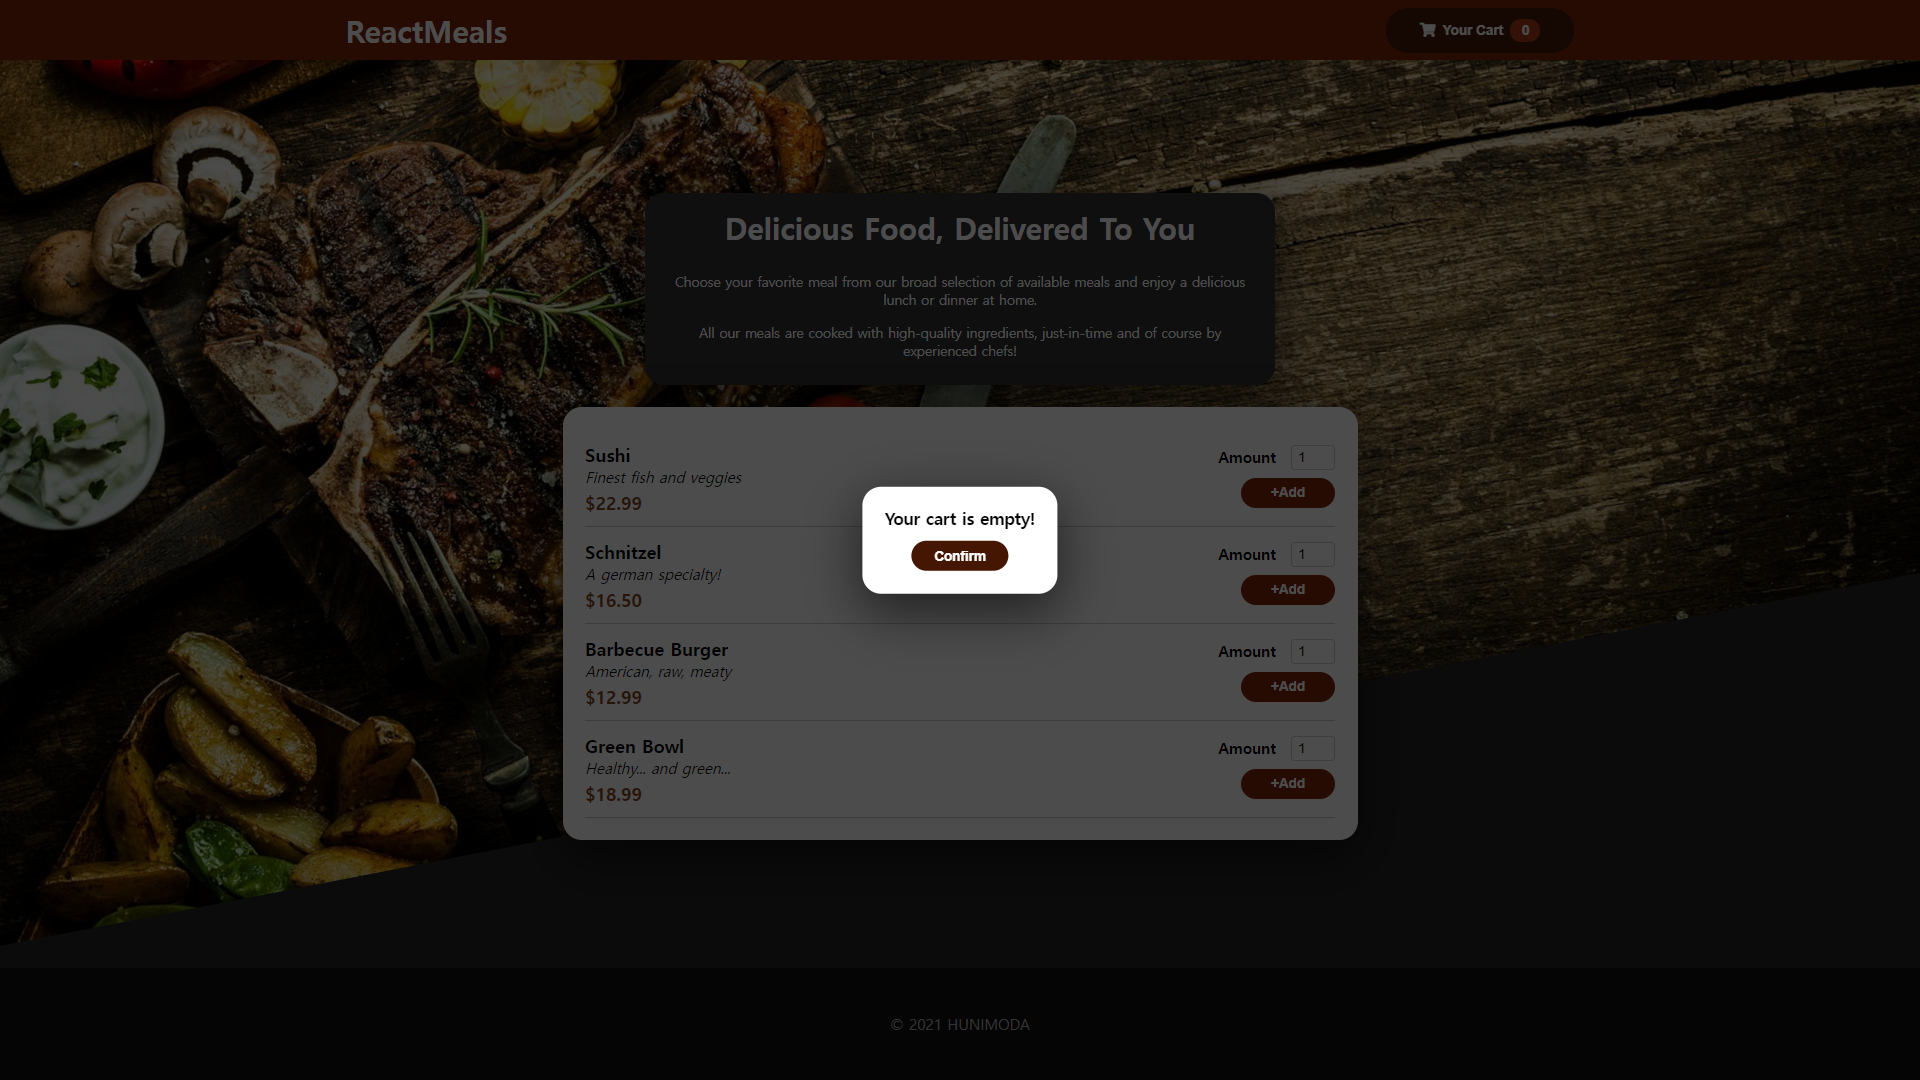 ReactMeals
Your Cart 0
Delicious Food, Delivered To You
Choose your favorite meal from our broad selection of available meals and enjoy a delicious
lunch or dinner at home.
All our meals are cooked with high-quality ingredients, just-in-time and of course by
experienced chefs!
Sushi
Finest fish and veggies
$22.99
Amount 1
+Add
Schnitzel
A german specialty!
$16.50
Amount 1
+Add
Barbecue Burger
American, raw, meaty
$12.99
Amount 1
+Add
Green Bowl
Healthy... and green...
$18.99
Amount 1
+Add
Your cart is empty!
Confirm
© 2021 HUNIMODA